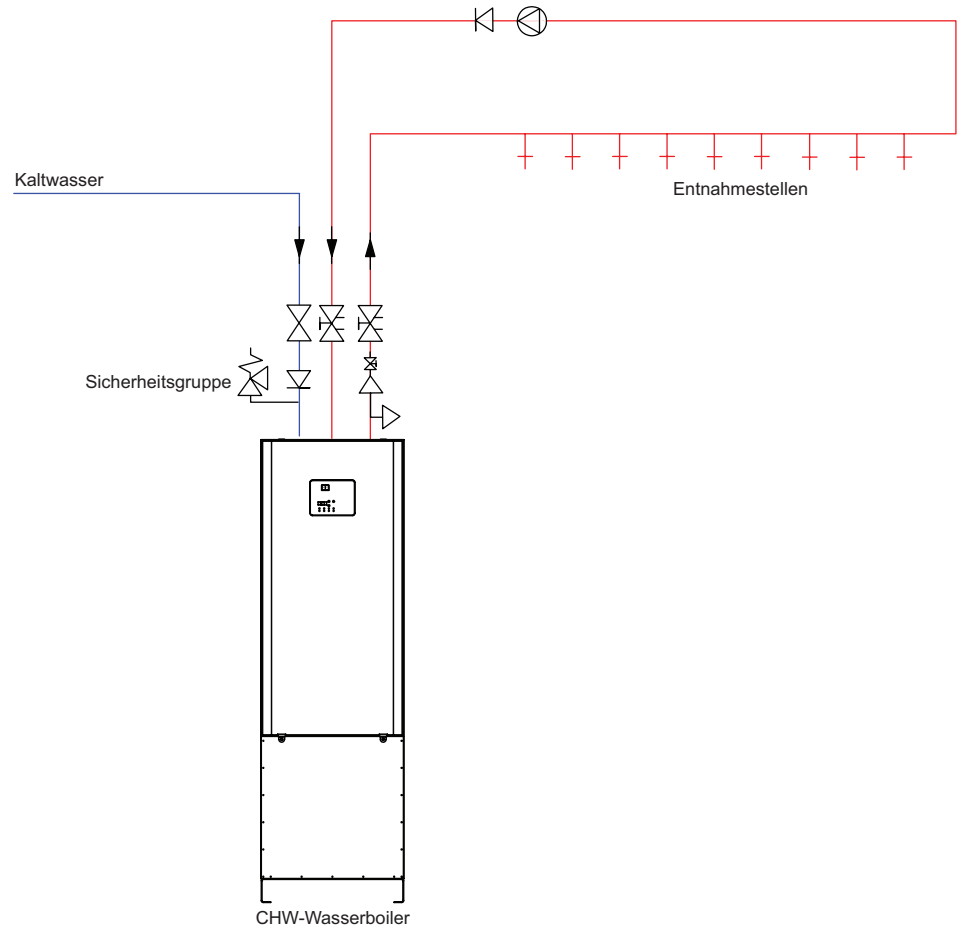 Kaltwasser
Entnahmestellen
Sicherheitsgruppe
CHW-Wasserboiler